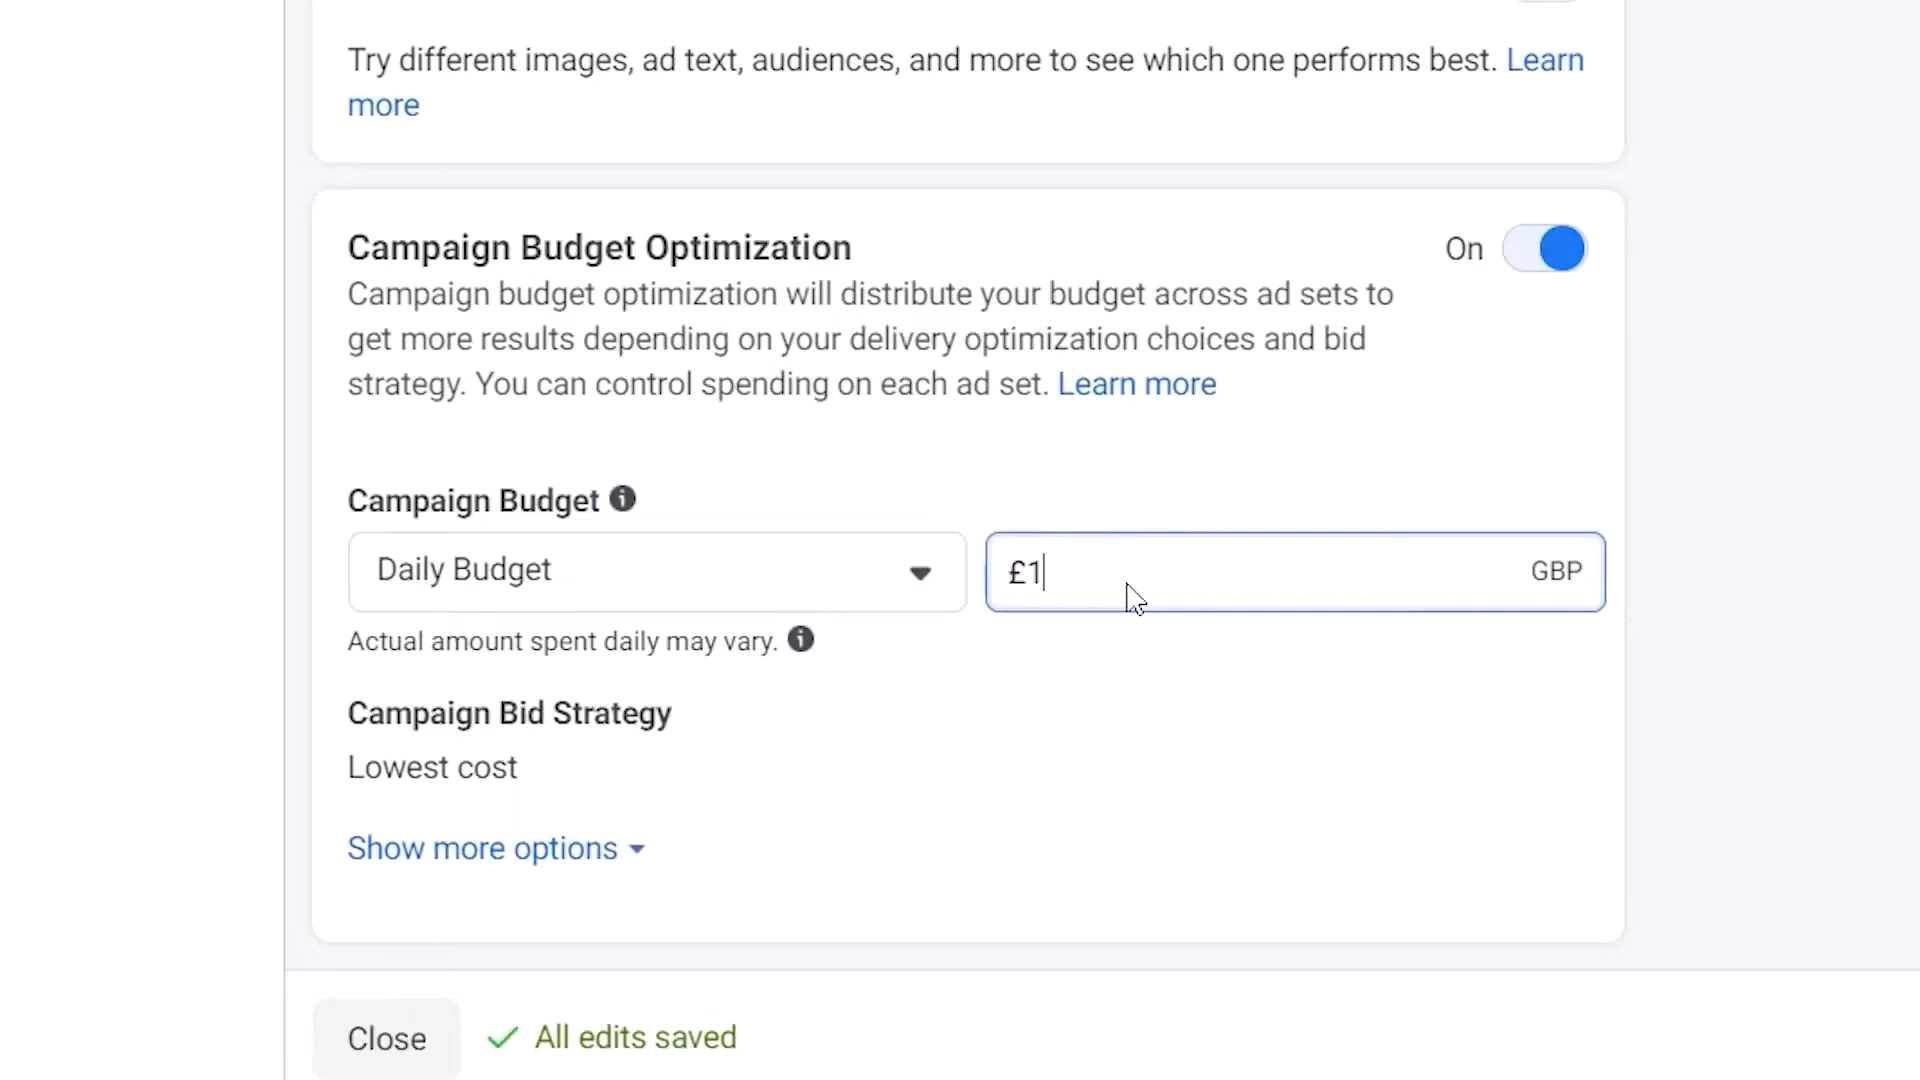 Try different images, ad text, audiences, and more to see which one performs best. Learn
more
Campaign Budget Optimization
On
Campaign budget optimization will distribute your budget across ad sets to
get more results depending on your delivery optimization choices and bid
strategy. You can control spending on each ad set. Learn more
Campaign Budget
Daily Budget
£1
GBP
Actual amount spent daily may vary.
Campaign Bid Strategy
Lowest cost
Show more options
Close
All edits saved